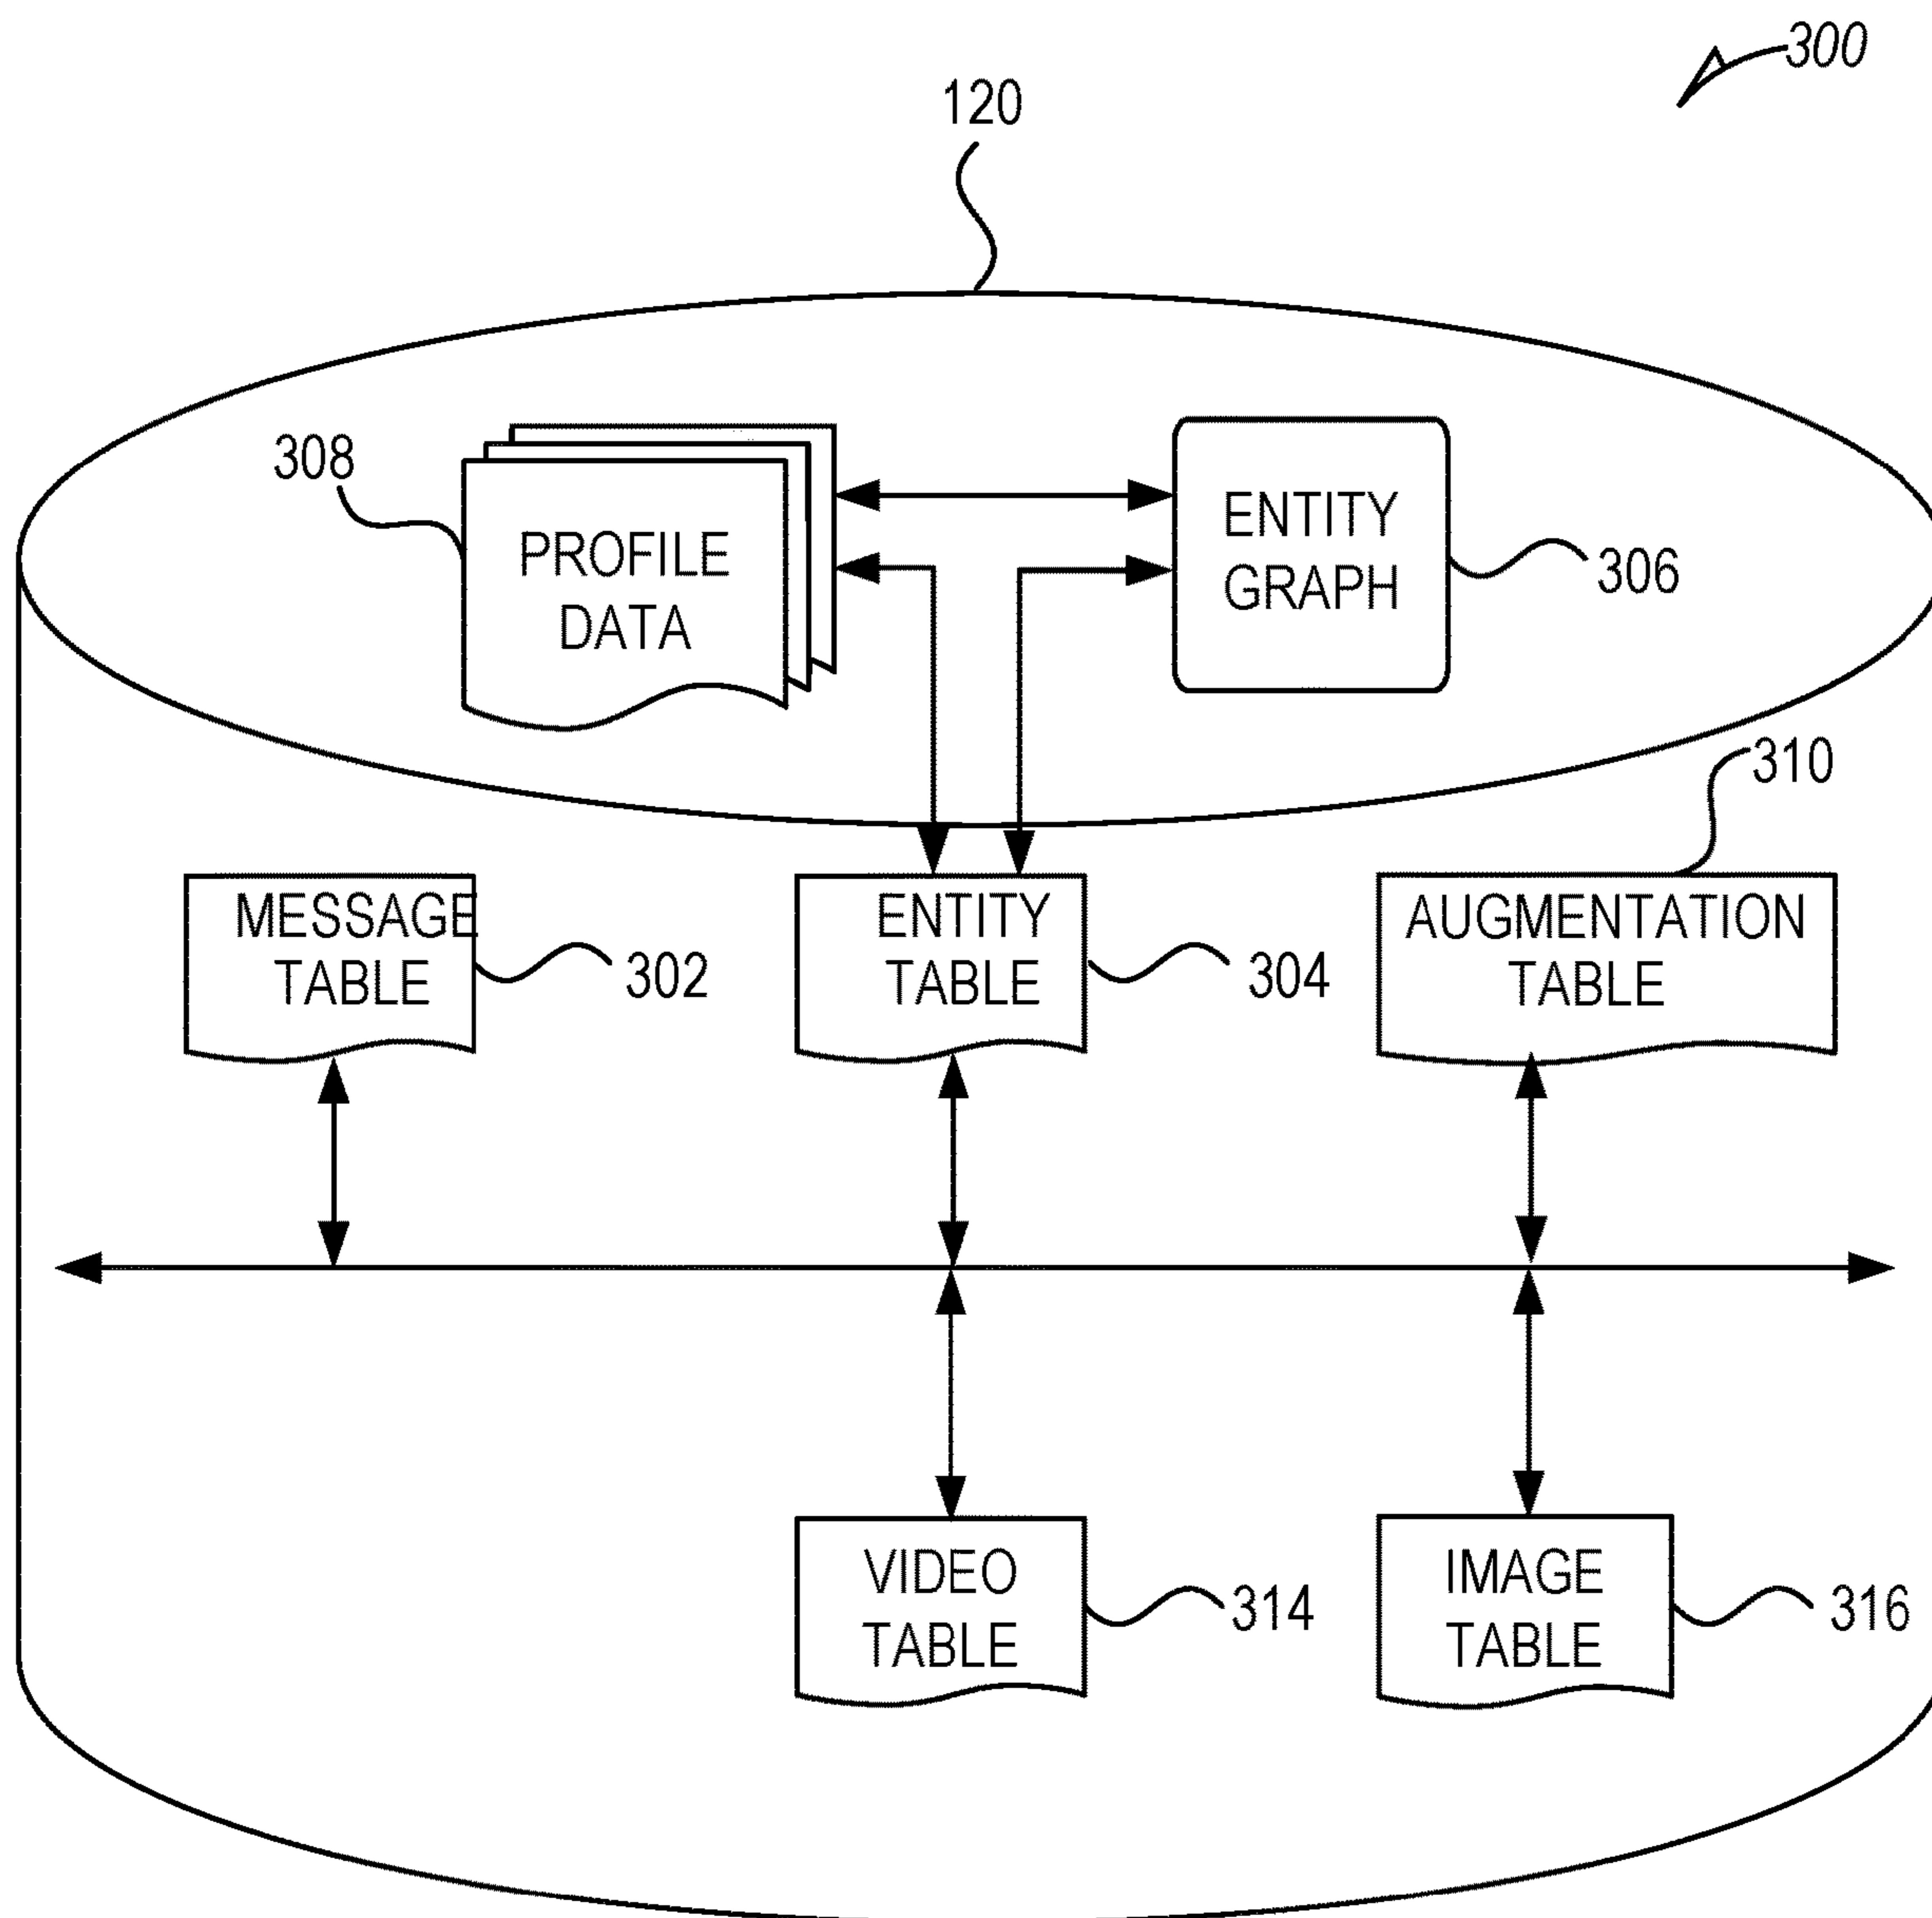 300
120
308
PROFILE
DATA
ENTITY
GRAPH
306
310
MESSAGE
TABLE
302
ENTITY
TABLE
304
AUGMENTATION
TABLE
VIDEO
TABLE
314
IMAGE
TABLE
316